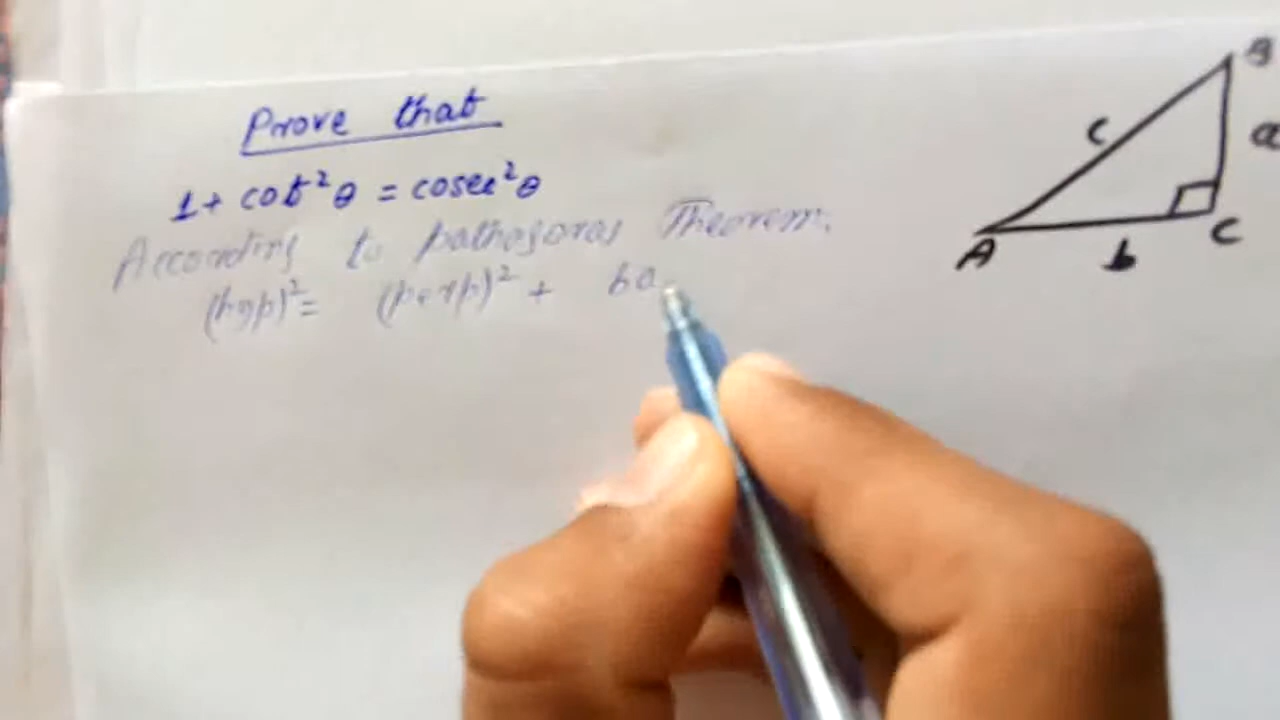 Prove that
1 + cot²θ = cosec²θ
According to pathagoras Theorem.
(hyp)² = (perp)² + ba
B
c
a
A
b
C